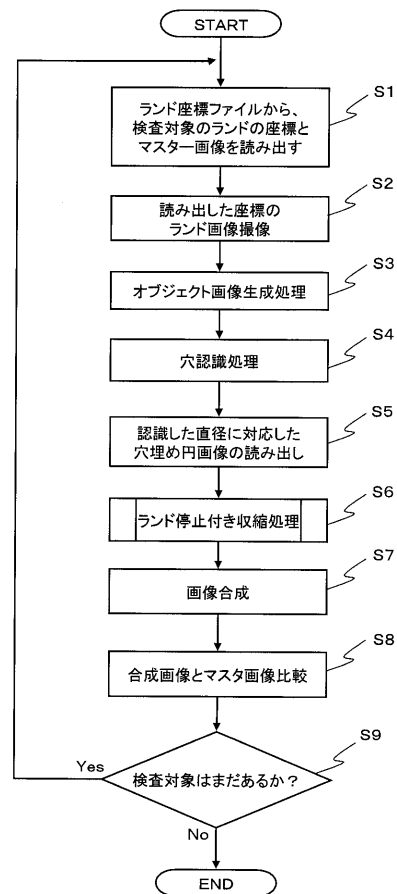 START
S1
ランド座標ファイルから、
検査対象のランドの座標と
マスター画像を読み出す
S2
読み出した座標の
ランド画像撮像
S3
オブジェクト画像生成処理
S4
穴認識処理
S5
認識した直径に対応した
穴埋め円画像の読み出し
S6
ランド停止付き収縮処理
S7
画像合成
S8
合成画像とマスタ画像比較
S9
検査対象はまだあるか？
Yes
No
END